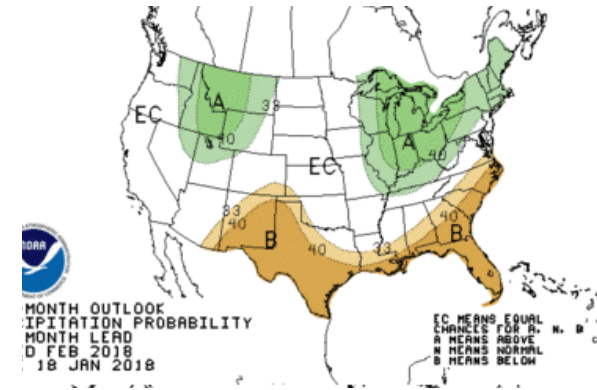 A
33
EC
40
A
EC
40
33
40
40
B
B
40
33
NOAA
MONTH OUTLOOK
IPITATION PROBABILITY
MONTH LEAD
D FEB 2018
18 JAN 2018
EC MEANS EQUAL
CHANCES FOR A, N, B
A MEANS ABOVE
N MEANS NORMAL
B MEANS BELOW